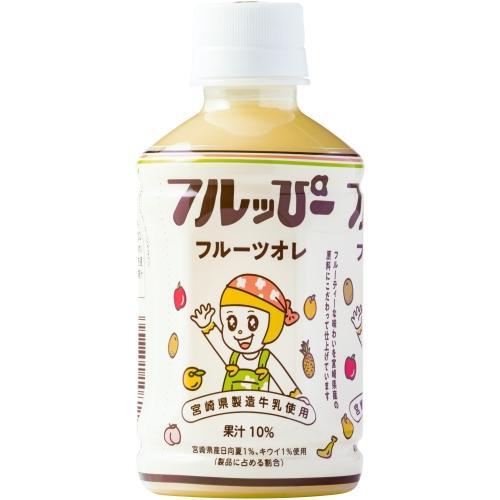 フルッぴー
フルーツオレ
フルーティな味わいを宮崎県産の
原料にこだわって仕上げています
宮崎県製造牛乳使用
果汁10%
宮崎県産日向夏1%、キウイ1%使用
(製品に占める割合)